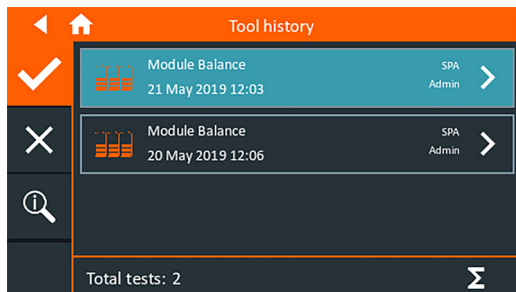 Tool history
Module Balance
SPA
21 May 2019 12:03
Admin
Module Balance
SPA
20 May 2019 12:06
Admin
Total tests: 2
Σ